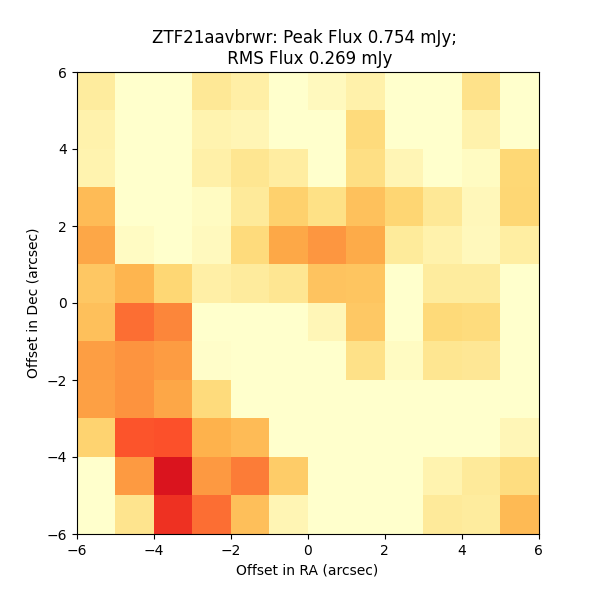 ZTF21aavbrwr: Peak Flux 0.754 mJy;
RMS Flux 0.269 mJy
6
4
2
0
−2
−4
−6
Offset in Dec (arcsec)
−6 −4 −2 0 2 4 6
Offset in RA (arcsec)